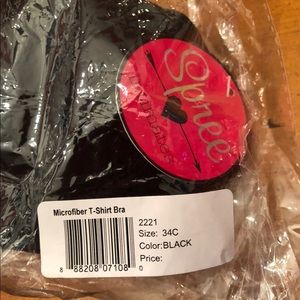 Spree
Microfiber T-Shirt Bra
2221
Size: 34C
Color:BLACK
Price:
8 88208 07108 0